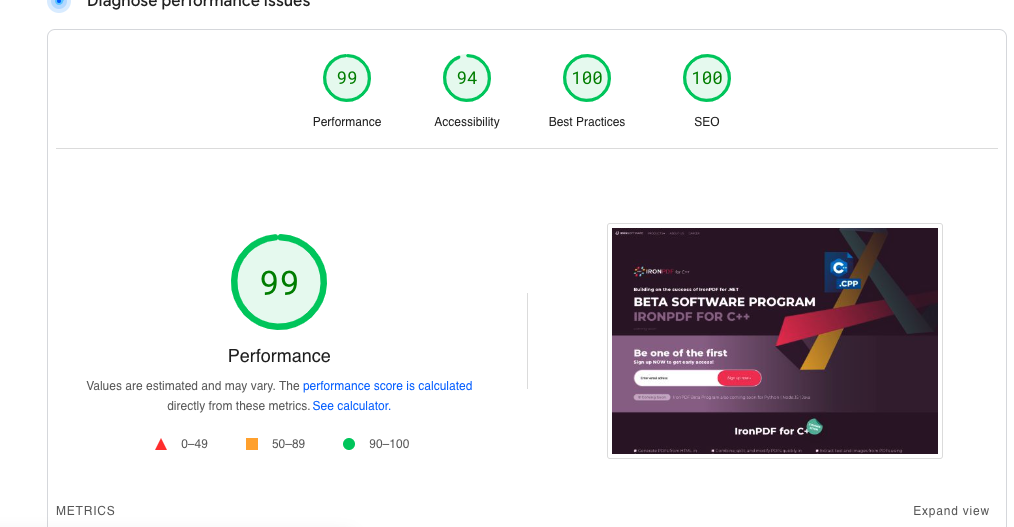 Diagnose performance issues
99 94 100 100
Performance Accessibility Best Practices SEO
99
Performance
Values are estimated and may vary. The performance score is calculated
directly from these metrics. See calculator.
0–49 50–89 90–100
IRONPDF for C++
C++
.CPP
Building on the success of IronPDF for .NET
BETA SOFTWARE PROGRAM
IRONPDF FOR C++
Be one of the first
Sign up NOW to get early access!
IronPDF for C++
METRICS
Expand view